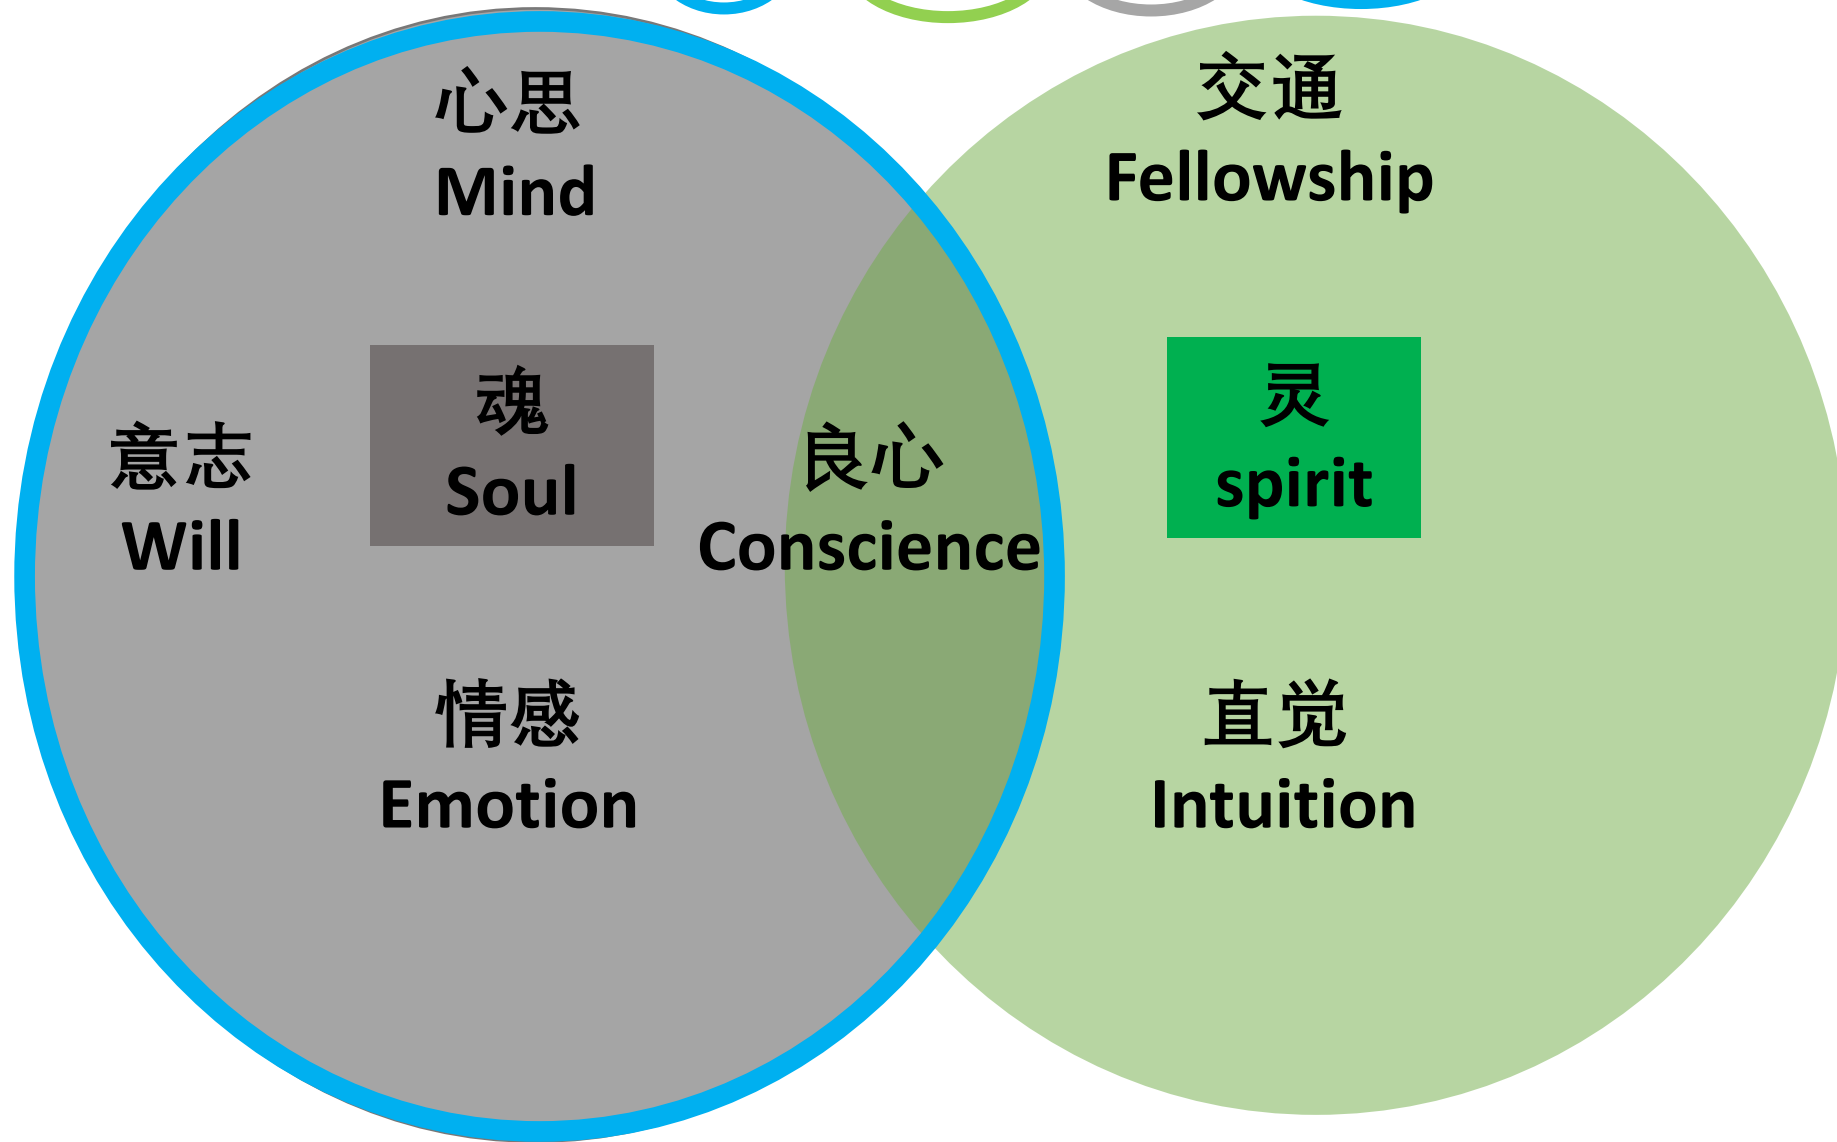 心思
Mind
交通
Fellowship
魂
Soul
灵
spirit
意志
Will
良心
Conscience
情感
Emotion
直觉
Intuition